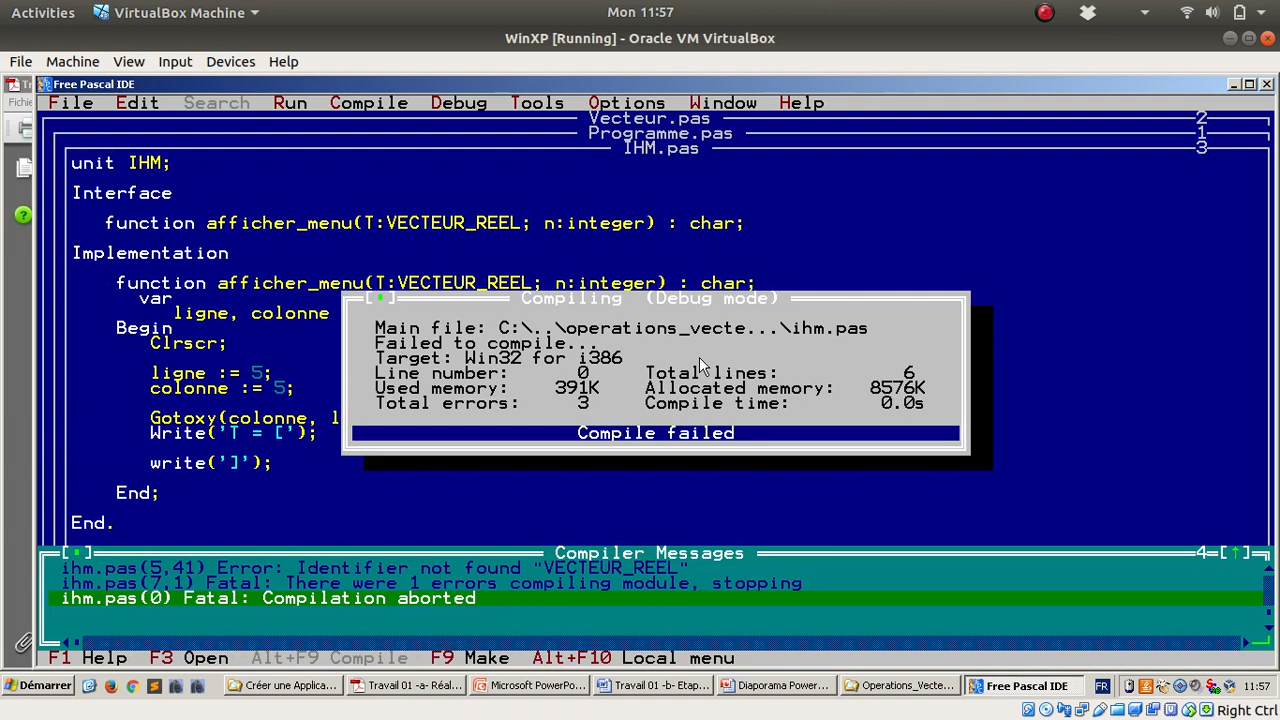 Activities VirtualBox Machine Mon 11:57
WinXP [Running] - Oracle VM VirtualBox
File Machine View Input Devices Help
Free Pascal IDE
Fichie
File Edit Search Run Compile Debug Tools Options Window Help
Vecteur.pas 2
Programme.pas 1
IHM.pas 3
unit IHM;
Interface
function afficher_menu(T:VECTEUR_REEL; n:integer) : char;
Implementation
function afficher_menu(T:VECTEUR_REEL; n:integer) : char;
var
ligne, colonne
Begin
Clrscr;
ligne := 5;
colonne := 5;
Gotoxy(colonne, l
Write('T = [');
write(']');
End;
End.
Compiling (Debug mode)
Main file: C:\..\operations_vecte...\ihm.pas
Failed to compile...
Target: Win32 for i386
Line number: 0 Total lines: 6
Used memory: 391K Allocated memory: 8576K
Total errors: 3 Compile time: 0.0s
Compile failed
Compiler Messages 4
ihm.pas(5,41) Error: Identifier not found "VECTEUR_REEL"
ihm.pas(7,1) Fatal: There were 1 errors compiling module, stopping
ihm.pas(0) Fatal: Compilation aborted
F1 Help F3 Open Alt+F9 Compile F9 Make Alt+F10 Local menu
Démarrer Créer une Applica... Travail 01 -a- Réal... Microsoft PowerPo... Travail 01 -b- Etap... Diaporama Power... Operations_Vecte... Free Pascal IDE FR 11:57
Right Ctrl